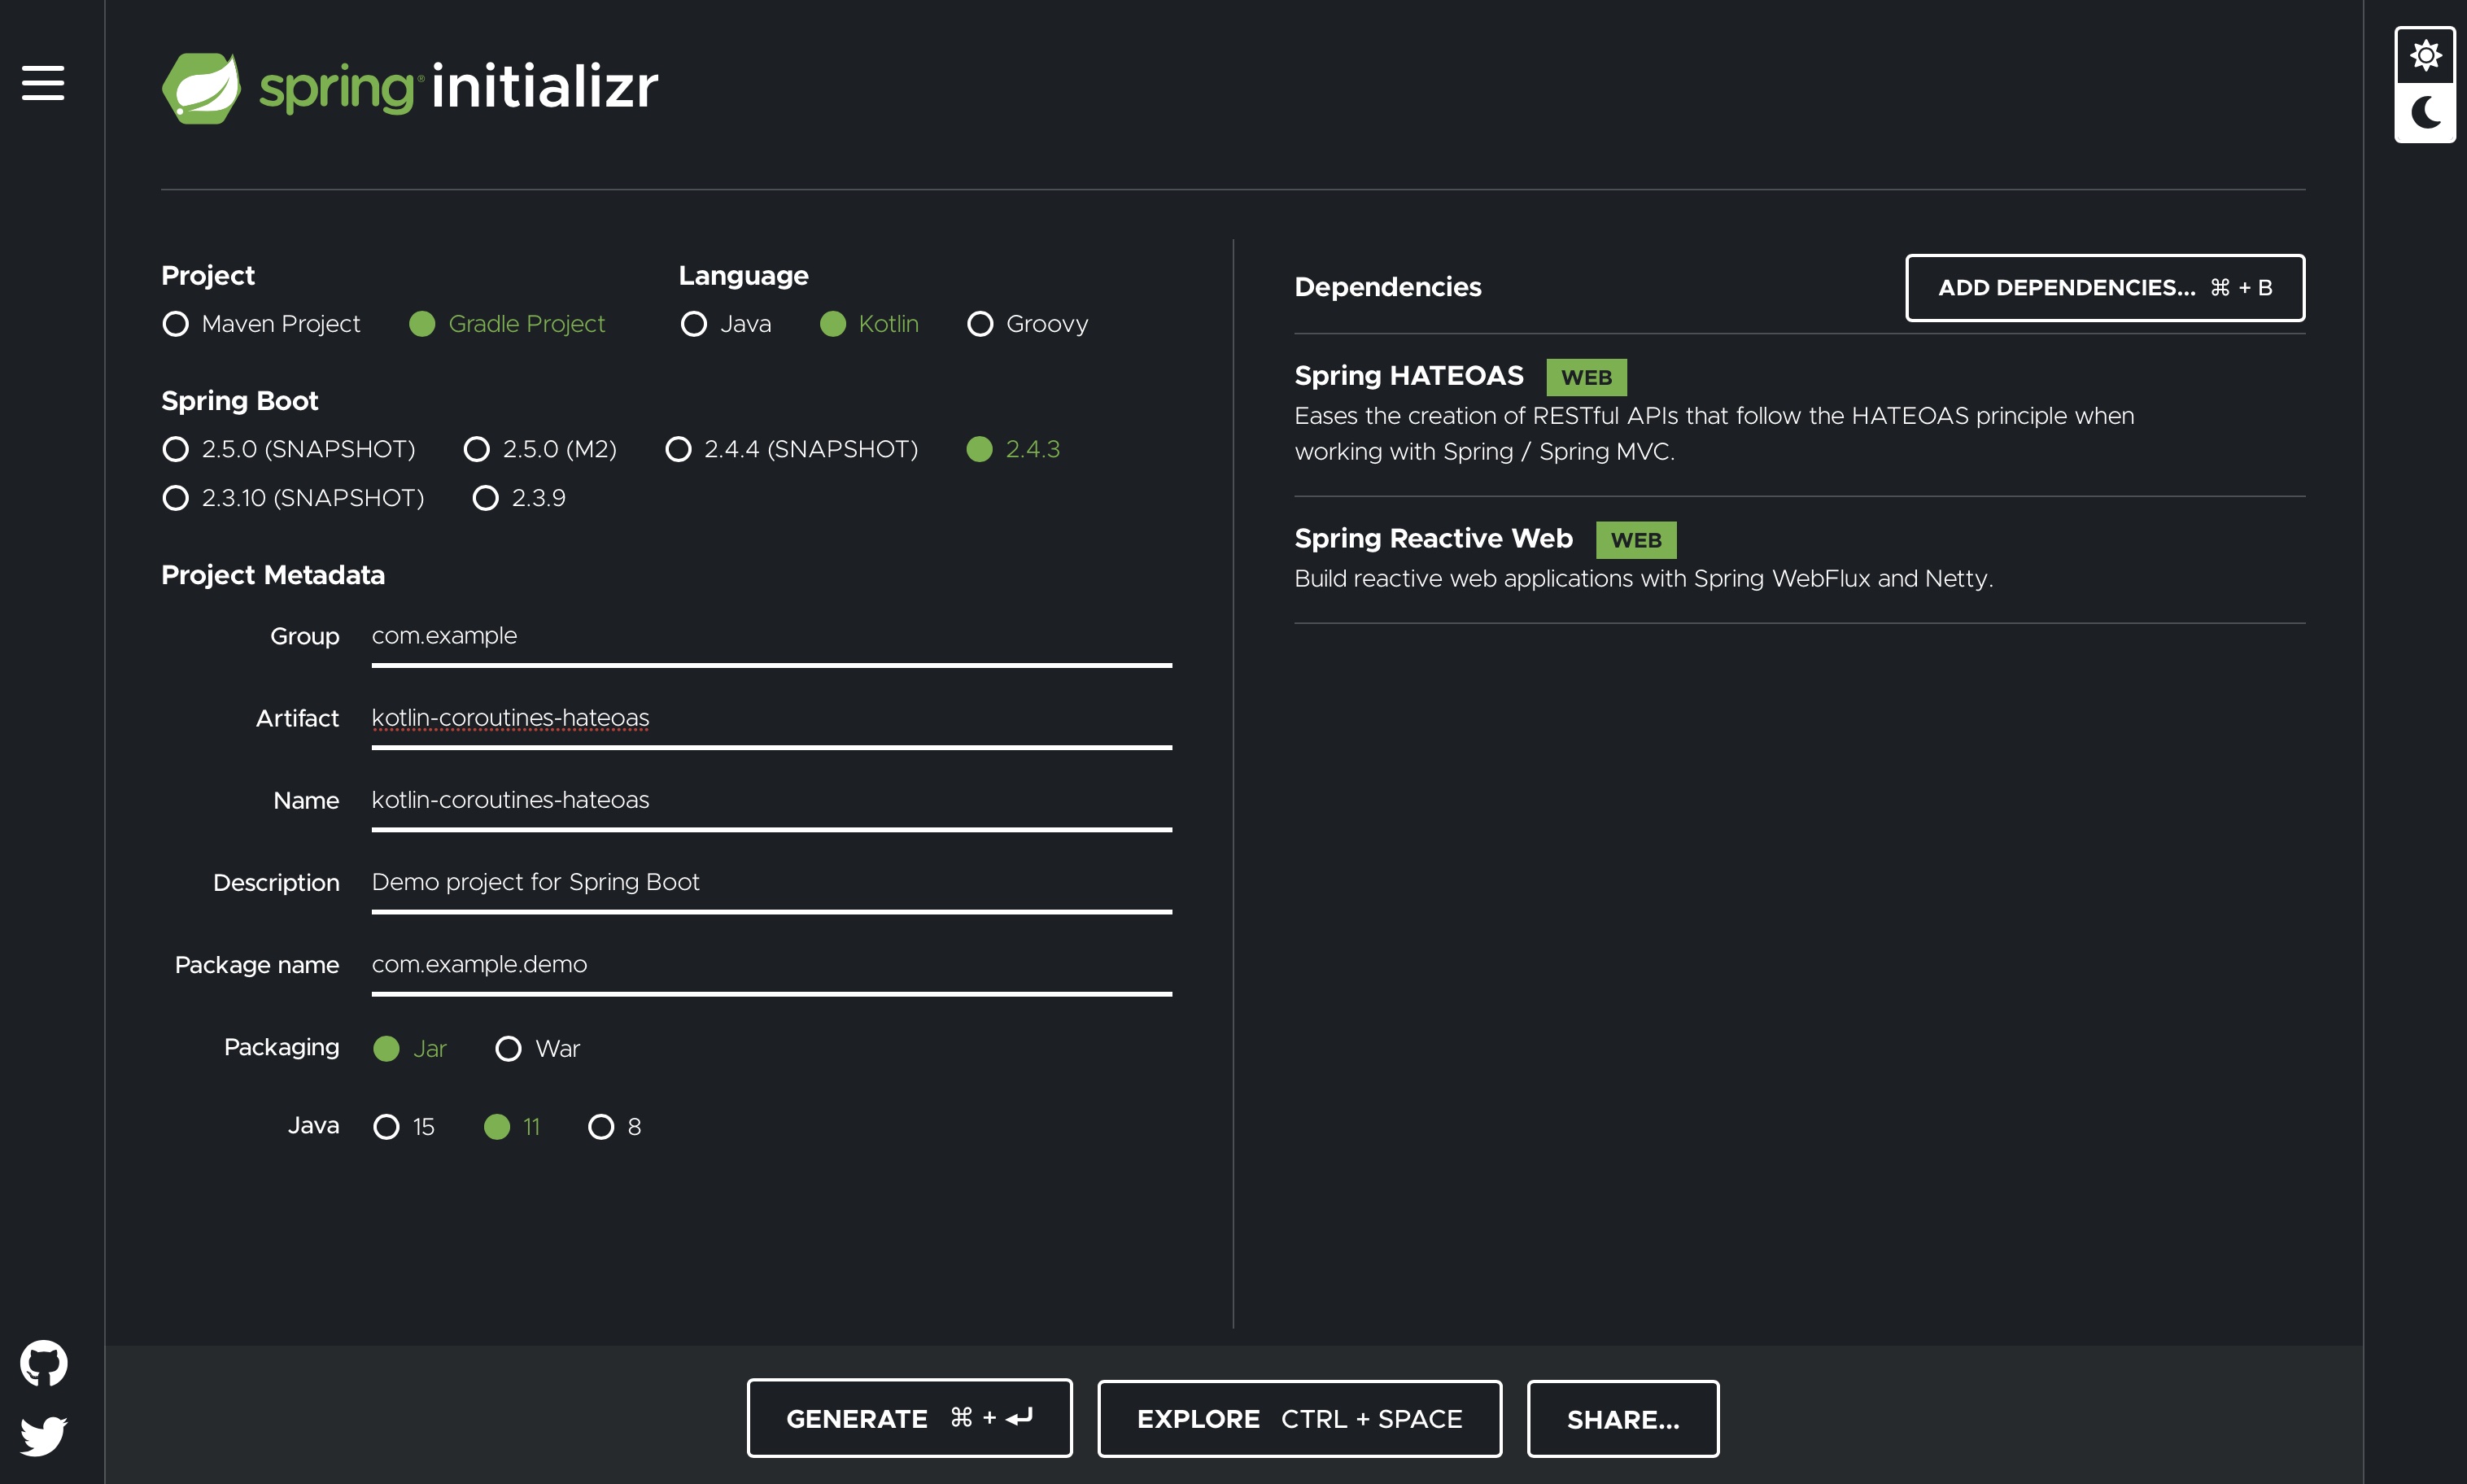 spring® initializr
Project
Maven Project Gradle Project
Language
Java Kotlin Groovy
Spring Boot
2.5.0 (SNAPSHOT) 2.5.0 (M2) 2.4.4 (SNAPSHOT) 2.4.3
2.3.10 (SNAPSHOT) 2.3.9
Project Metadata
Group com.example
Artifact kotlin-coroutines-hateoas
Name kotlin-coroutines-hateoas
Description Demo project for Spring Boot
Package name com.example.demo
Packaging Jar War
Java 15 11 8
Dependencies ADD DEPENDENCIES... ⌘ + B
Spring HATEOAS WEB
Eases the creation of RESTful APIs that follow the HATEOAS principle when
working with Spring / Spring MVC.
Spring Reactive Web WEB
Build reactive web applications with Spring WebFlux and Netty.
GENERATE ⌘ + ↵ EXPLORE CTRL + SPACE SHARE...